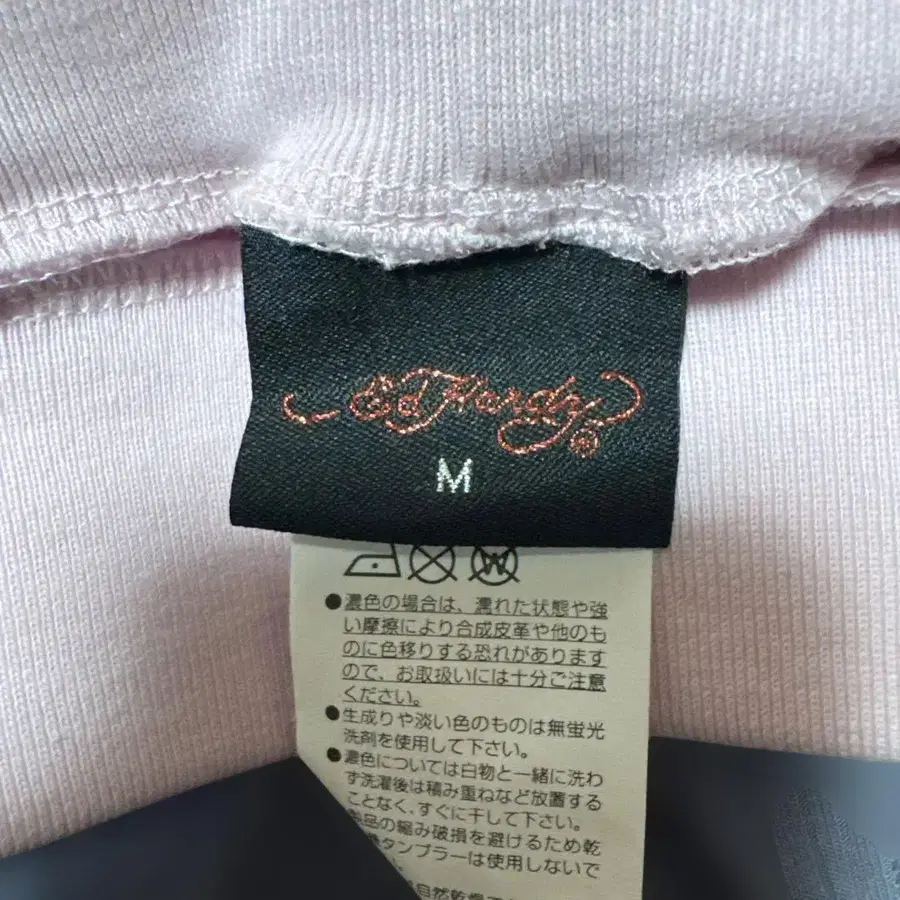 Ed Hardy®
M
W
●濃色の場合は、濡れた状態や強
い摩擦により合成皮革や他のも
のに色移りする恐れがあります
ので、お取扱いには十分ご注意
ください。
●生成りや淡い色のものは無蛍光
洗剤を使用して下さい。
●濃色については白物と一緒に洗わ
ず洗濯後は積み重ねなど放置する
ことなく、すぐに干して下さい。
品の縮み破損を避けるため乾
タンブラーは使用しないで
自然乾燥